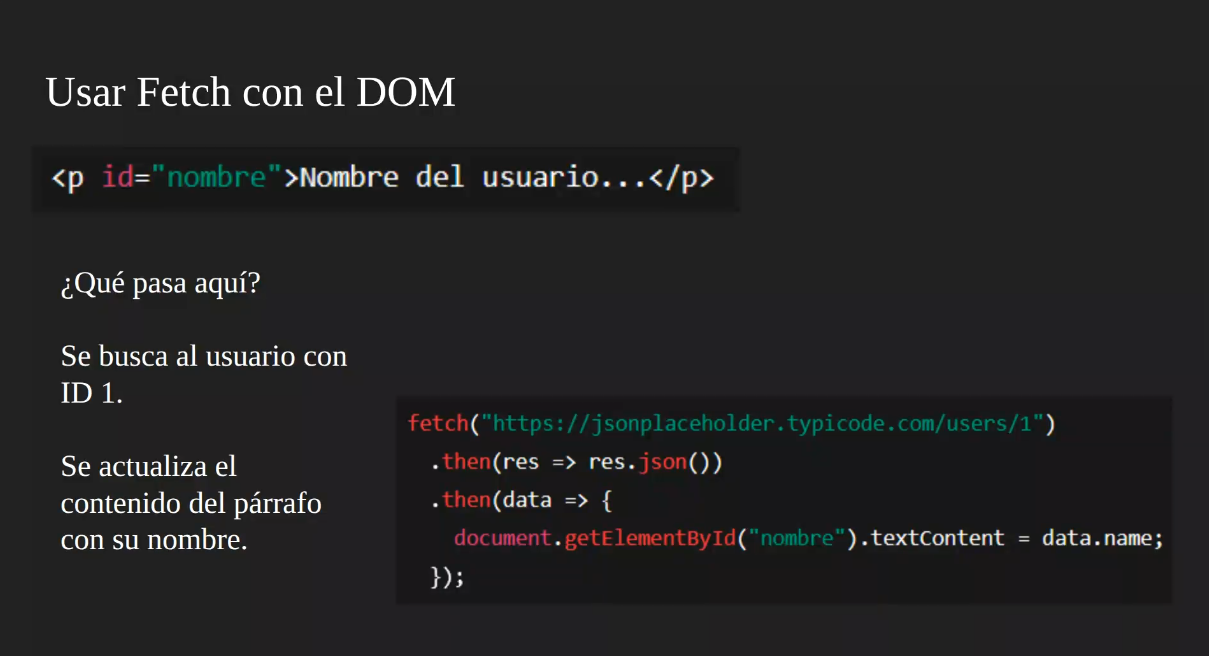 Usar Fetch con el DOM
<p id="nombre">Nombre del usuario...</p>
¿Qué pasa aquí?
Se busca al usuario con
ID 1.
Se actualiza el
contenido del párrafo
con su nombre.
fetch("https://jsonplaceholder.typicode.com/users/1")
  .then(res => res.json())
  .then(data => {
    document.getElementById("nombre").textContent = data.name;
  });